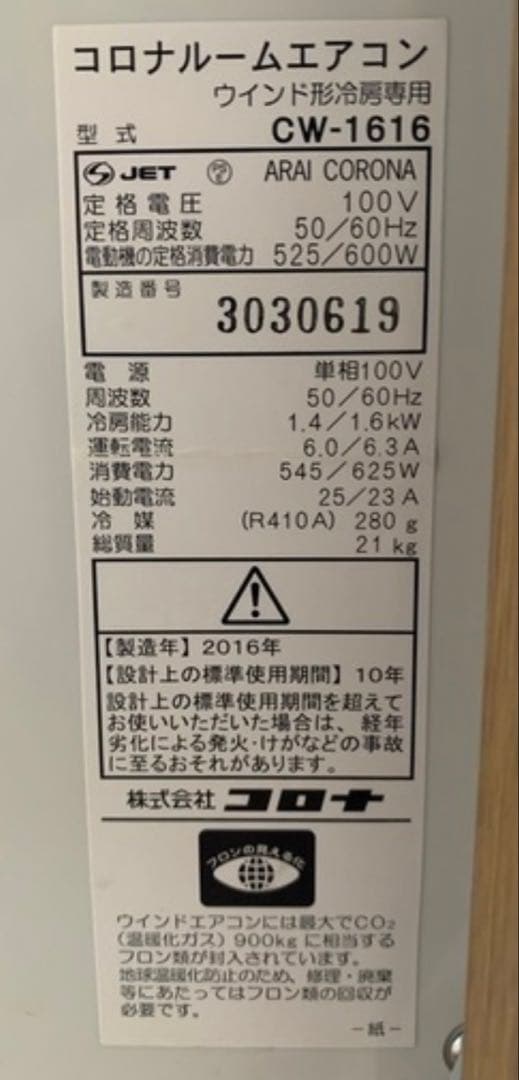 コロナルームエアコン
ウインド形冷房専用
型式 CW-1616
JET ARAI CORONA
定格電圧 100V
定格周波数 50/60Hz
電動機の定格消費電力 525/600W
製造番号
3030619
電源 単相100V
周波数 50/60Hz
冷房能力 1.4/1.6kW
運転電流 6.0/6.3A
消費電力 545/625W
始動電流 25/23A
冷媒 (R410A) 280g
総質量 21kg
【製造年】2016年
【設計上の標準使用期間】10年
設計上の標準使用期間を超えて
お使いいただいた場合は、経年
劣化による発火・けがなどの事故
に至るおそれがあります。
株式会社 コロナ
フロンの見える化
ウインドエアコンには最大でCO₂
(温暖化ガス)900kgに相当する
フロン類が封入されています。
地球温暖化防止のため、修理・廃棄
等にあたってはフロン類の回収が
必要です。
-紙-